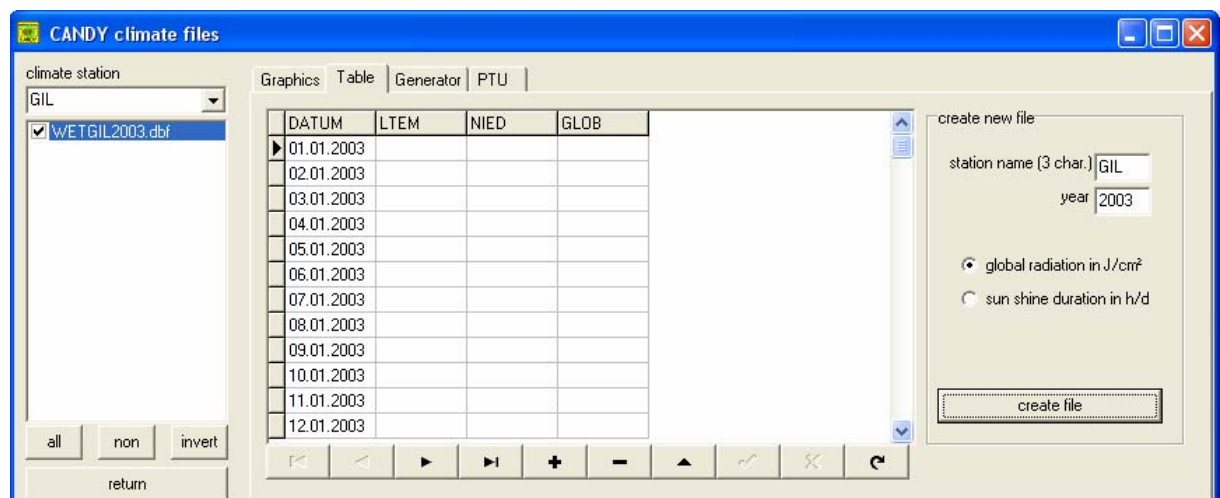 CANDY climate files
climate station
GIL
WETGIL2003.dbf
all non invert
return
Graphics Table Generator PTU
DATUM LTEM NIED GLOB
01.01.2003
02.01.2003
03.01.2003
04.01.2003
05.01.2003
06.01.2003
07.01.2003
08.01.2003
09.01.2003
10.01.2003
11.01.2003
12.01.2003
create new file
station name (3 char.) GIL
year 2003
global radiation in J/cm²
sun shine duration in h/d
create file